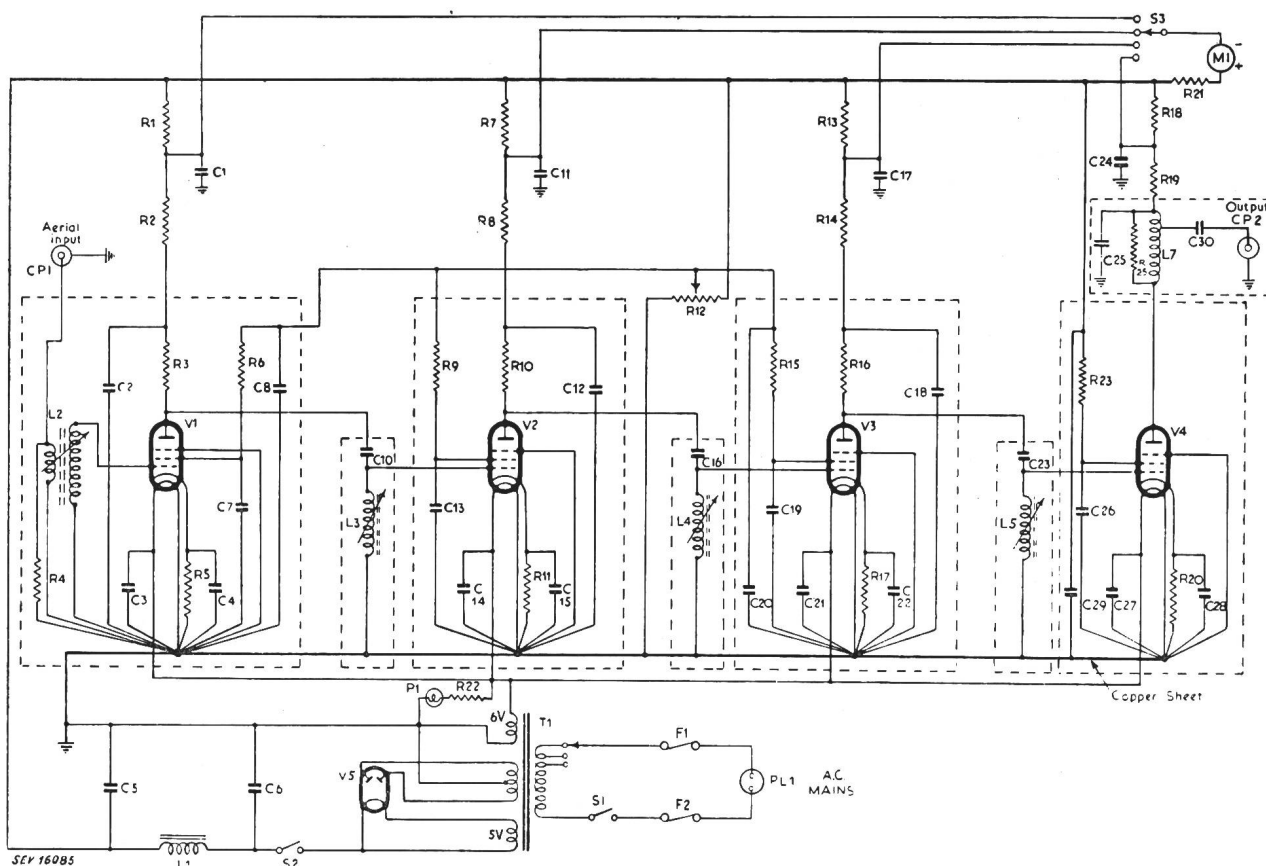 S3
M1
-
+
R21
R1
R7
R13
R18
C1
C11
C17
C24
R19
R2
R8
R14
Aerial
input
CP1
Output
CP2
C30
C25
R
25
L7
R12
C2
R3
R6
C8
R9
R10
C12
R15
R16
C18
R23
L2
V1
V2
V3
V4
C10
C16
C23
C7
L3
C13
L4
C19
L5
C26
R4
C3
R5
C4
C
14
R11
C
15
C20
C21
R17
C
22
C29
C27
R20
C28
Copper Sheet
P1
R22
6V
T1
F1
C5
C6
V5
PL1
A.C.
MAINS
S1
F2
5V
L1
S2
SEV 16085